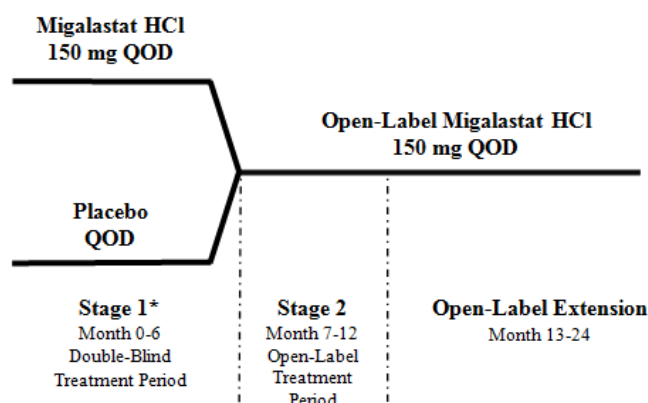 Migalastat HCl
150 mg QOD
Open-Label Migalastat HCl
150 mg QOD
Placebo
QOD
Stage 1*
Month 0-6
Double-Blind
Treatment Period
Stage 2
Month 7-12
Open-Label
Treatment
Period
Open-Label Extension
Month 13-24